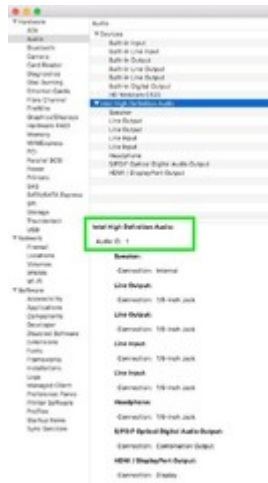 Hardware
ATA
Audio
Bluetooth
Camera
Card Reader
Diagnostics
Disc Burning
Ethernet Cards
Fibre Channel
FireWire
Graphics/Displays
Hardware RAID
Memory
NVMExpress
PCI
Parallel SCSI
Power
Printers
SAS
SATA/SATA Express
SPI
Storage
Thunderbolt
USB
Network
Firewall
Locations
Volumes
WWAN
Wi-Fi
Software
Accessibility
Applications
Components
Developer
Disabled Software
Extensions
Fonts
Frameworks
Installations
Logs
Managed Client
Preference Panes
Printer Software
Profiles
Startup Items
Sync Services
Audio
Devices
Built-in Input
Built-in Line Input
Built-in Output
Built-in Line Output
Built-in Line Output
Built-in Digital Output
HD Webcam C525
Intel High Definition Audio
Speaker
Line Output
Line Output
Line Input
Line Input
Headphone
S/PDIF Optical Digital Audio Output
HDMI / DisplayPort Output
Intel High Definition Audio:
Audio ID: 1
Speaker:
Connection: Internal
Line Output:
Connection: 1/8-inch Jack
Line Output:
Connection: 1/8-inch Jack
Line Input:
Connection: 1/8-inch Jack
Line Input:
Connection: 1/8-inch Jack
Headphone:
Connection: 1/8-inch Jack
S/PDIF Optical Digital Audio Output:
Connection: Combination Output
HDMI / DisplayPort Output:
Connection: Display